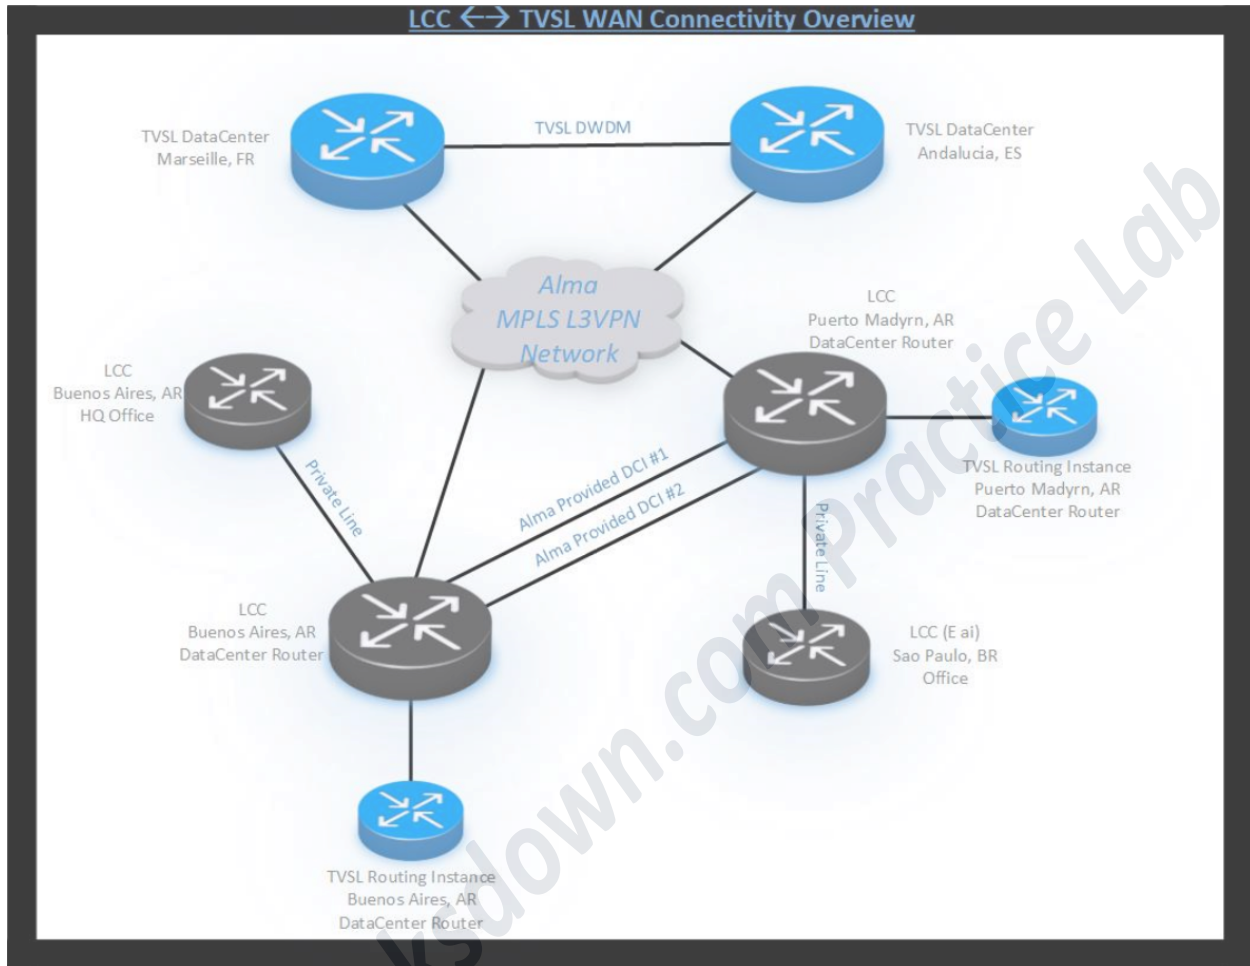 LCC ←→ TVSL WAN Connectivity Overview
TVSL DataCenter
Marseille, FR
TVSL DWDM
TVSL DataCenter
Andalucia, ES
Alma
MPLS L3VPN
Network
LCC
Puerto Madyrn, AR
DataCenter Router
LCC
Buenos Aires, AR
HQ Office
TVSL Routing Instance
Puerto Madyrn, AR
DataCenter Router
Private Line
Alma Provided DCI #1
Alma Provided DCI #2
Private Line
LCC
Buenos Aires, AR
DataCenter Router
LCC (E ai)
Sao Paulo, BR
Office
TVSL Routing Instance
Buenos Aires, AR
DataCenter Router
ksdown.com Practice Lab